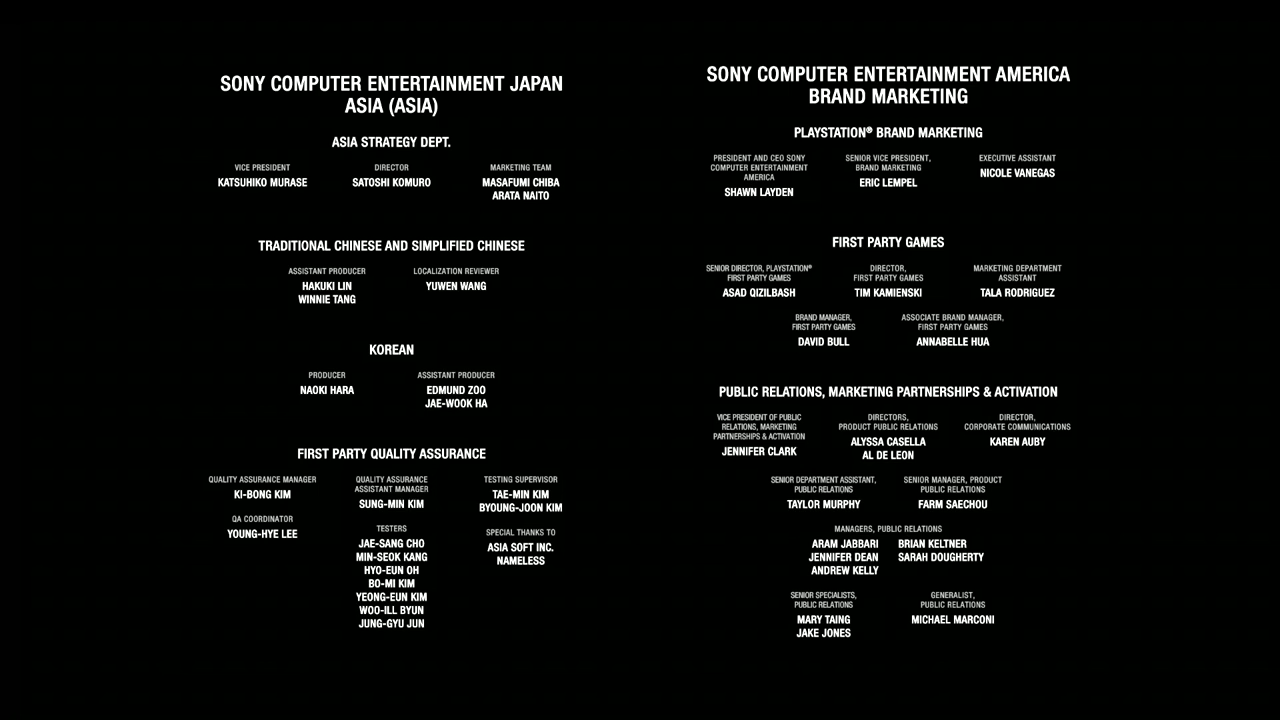 SONY COMPUTER ENTERTAINMENT JAPAN
ASIA (ASIA)
ASIA STRATEGY DEPT.
VICE PRESIDENT
KATSUHIKO MURASE
DIRECTOR
SATOSHI KOMURO
MARKETING TEAM
MASAFUMI CHIBA
ARATA NAITO
TRADITIONAL CHINESE AND SIMPLIFIED CHINESE
ASSISTANT PRODUCER
HAKUKI LIN
WINNIE TANG
LOCALIZATION REVIEWER
YUWEN WANG
KOREAN
PRODUCER
NAOKI HARA
ASSISTANT PRODUCER
EDMUND ZOO
JAE-WOOK HA
FIRST PARTY QUALITY ASSURANCE
QUALITY ASSURANCE MANAGER
KI-BONG KIM
QUALITY ASSURANCE
ASSISTANT MANAGER
SUNG-MIN KIM
TESTING SUPERVISOR
TAE-MIN KIM
BYOUNG-JOON KIM
QA COORDINATOR
YOUNG-HYE LEE
TESTERS
JAE-SANG CHO
MIN-SEOK KANG
HYO-EUN OH
BO-MI KIM
YEONG-EUN KIM
WOO-ILL BYUN
JUNG-GYU JUN
SPECIAL THANKS TO
ASIA SOFT INC.
NAMELESS
SONY COMPUTER ENTERTAINMENT AMERICA
BRAND MARKETING
PLAYSTATION® BRAND MARKETING
PRESIDENT AND CEO SONY
COMPUTER ENTERTAINMENT
AMERICA
SHAWN LAYDEN
SENIOR VICE PRESIDENT,
BRAND MARKETING
ERIC LEMPEL
EXECUTIVE ASSISTANT
NICOLE VANEGAS
FIRST PARTY GAMES
SENIOR DIRECTOR, PLAYSTATION®
FIRST PARTY GAMES
ASAD QIZILBASH
DIRECTOR,
FIRST PARTY GAMES
TIM KAMIENSKI
MARKETING DEPARTMENT
ASSISTANT
TALA RODRIGUEZ
BRAND MANAGER,
FIRST PARTY GAMES
DAVID BULL
ASSOCIATE BRAND MANAGER,
FIRST PARTY GAMES
ANNABELLE HUA
PUBLIC RELATIONS, MARKETING PARTNERSHIPS & ACTIVATION
VICE PRESIDENT OF PUBLIC
RELATIONS, MARKETING
PARTNERSHIPS & ACTIVATION
JENNIFER CLARK
DIRECTORS,
PRODUCT PUBLIC RELATIONS
ALYSSA CASELLA
AL DE LEON
DIRECTOR,
CORPORATE COMMUNICATIONS
KAREN AUBY
SENIOR DEPARTMENT ASSISTANT,
PUBLIC RELATIONS
TAYLOR MURPHY
SENIOR MANAGER, PRODUCT
PUBLIC RELATIONS
FARM SAECHOU
MANAGERS, PUBLIC RELATIONS
ARAM JABBARI
JENNIFER DEAN
ANDREW KELLY
BRIAN KELTNER
SARAH DOUGHERTY
SENIOR SPECIALISTS,
PUBLIC RELATIONS
MARY TAING
JAKE JONES
GENERALIST,
PUBLIC RELATIONS
MICHAEL MARCONI